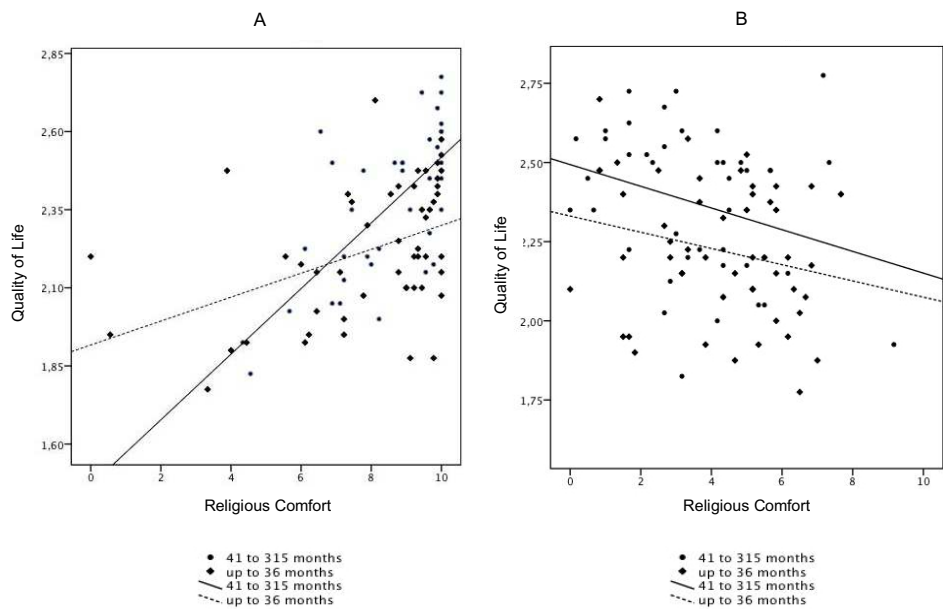 A
2,85
2,60
2,35
2,10
1,85
1,60
Quality of Life
0 2 4 6 8 10
Religious Comfort
41 to 315 months
up to 36 months
41 to 315 months
up to 36 months
B
2,75
2,50
2,25
2,00
1,75
Quality of Life
0 2 4 6 8 10
Religious Comfort
41 to 315 months
up to 36 months
41 to 315 months
up to 36 months